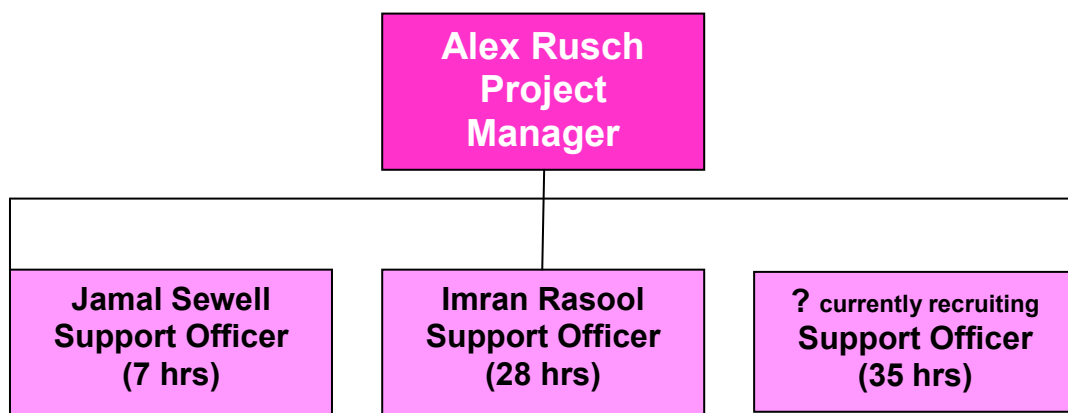 Alex Rusch
Project
Manager
Jamal Sewell
Support Officer
(7 hrs)
Imran Rasool
Support Officer
(28 hrs)
? currently recruiting
Support Officer
(35 hrs)